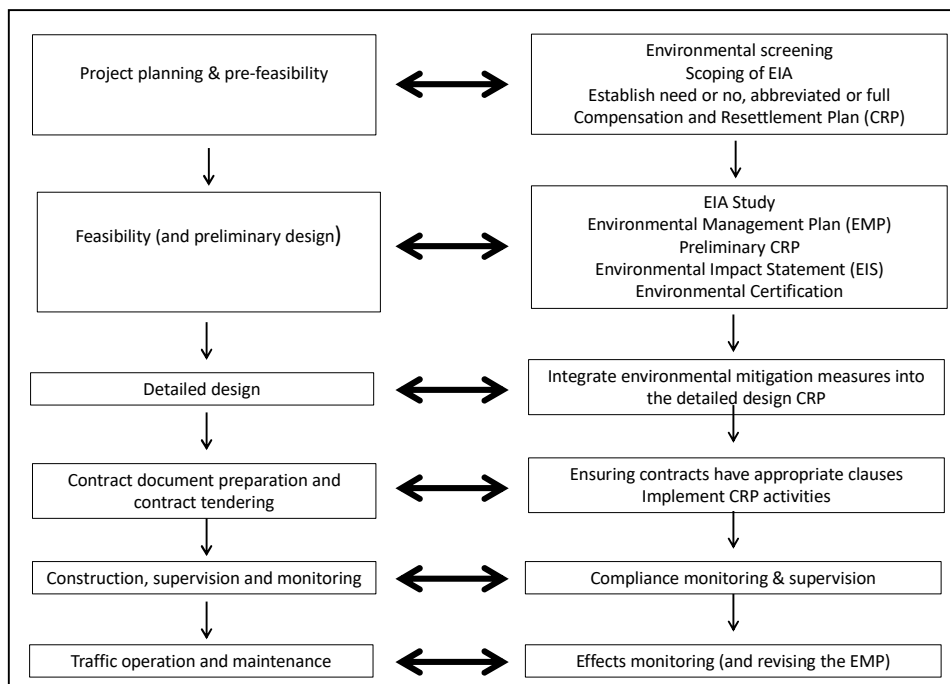 Project planning & pre-feasibility
Environmental screening
Scoping of EIA
Establish need or no, abbreviated or full
Compensation and Resettlement Plan (CRP)
Feasibility (and preliminary design)
EIA Study
Environmental Management Plan (EMP)
Preliminary CRP
Environmental Impact Statement (EIS)
Environmental Certification
Detailed design
Integrate environmental mitigation measures into
the detailed design CRP
Contract document preparation and
contract tendering
Ensuring contracts have appropriate clauses
Implement CRP activities
Construction, supervision and monitoring
Compliance monitoring & supervision
Traffic operation and maintenance
Effects monitoring (and revising the EMP)